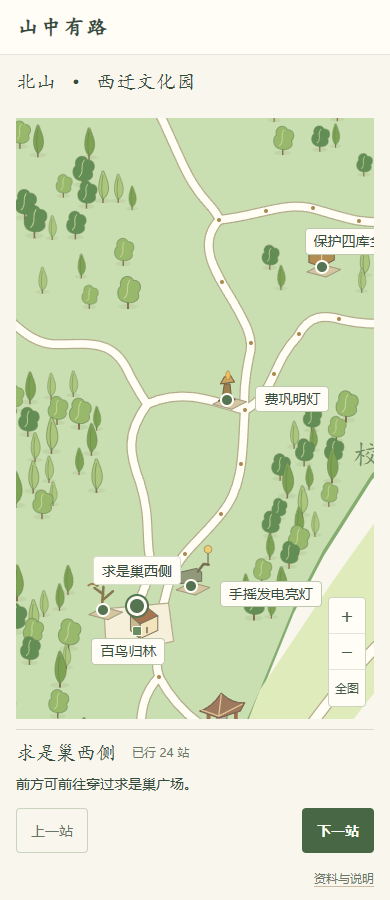 山中有路
北山 • 西迁文化园
保护四库全
费巩明灯
校
求是巢西侧
手摇发电亮灯
百鸟归林
+
−
全图
求是巢西侧 已行 24 站
前方可前往穿过求是巢广场。
上一站 下一站
资料与说明